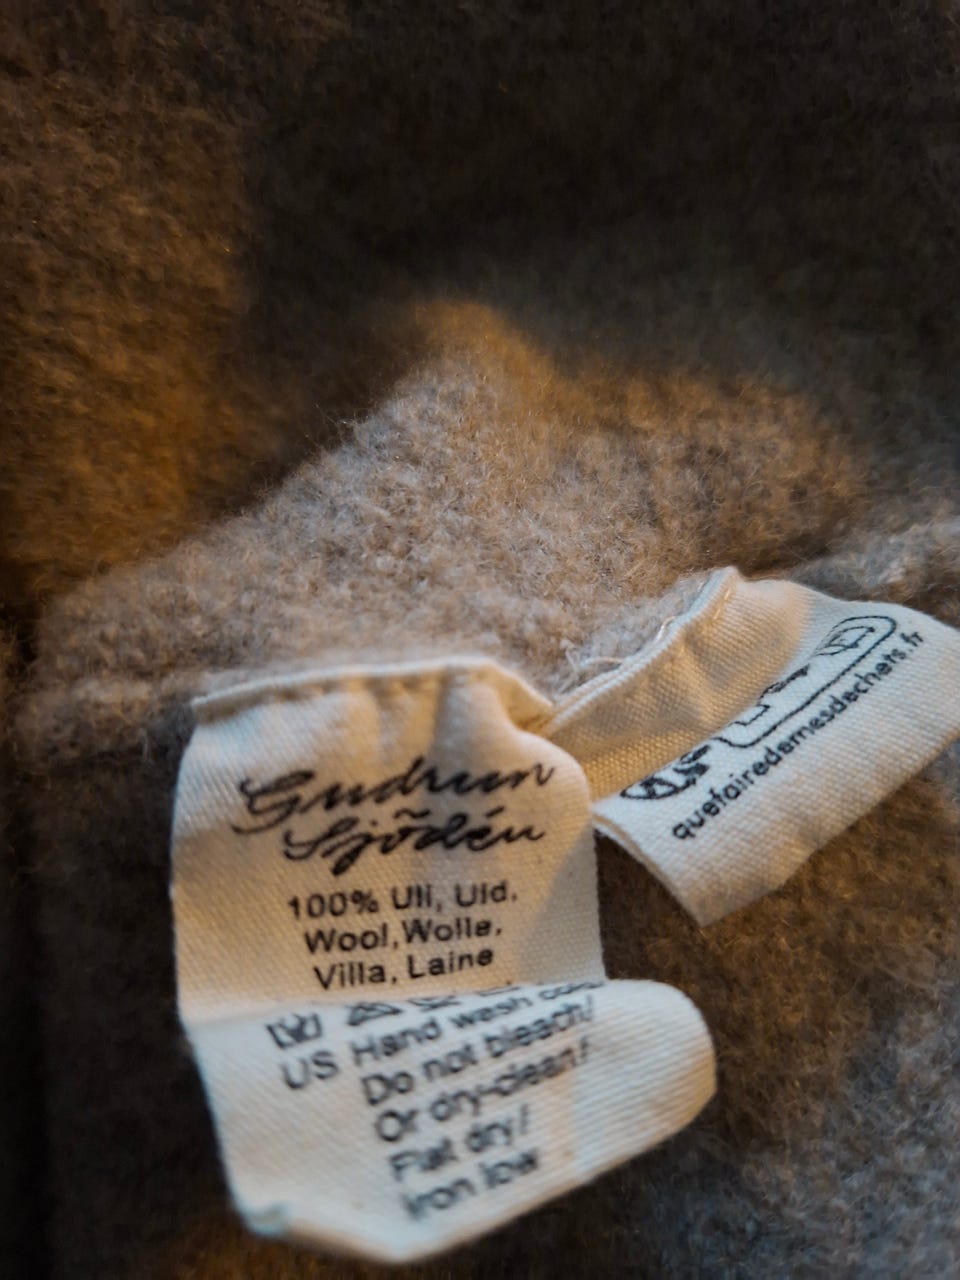 Gudrun
Sjödén
100% Ull, Uld,
Wool, Wolle,
Villa, Laine
US Hand wash cold/
Do not bleach/
Or dry-clean/
Flat dry/
Iron low
quefairedemesdechets.fr